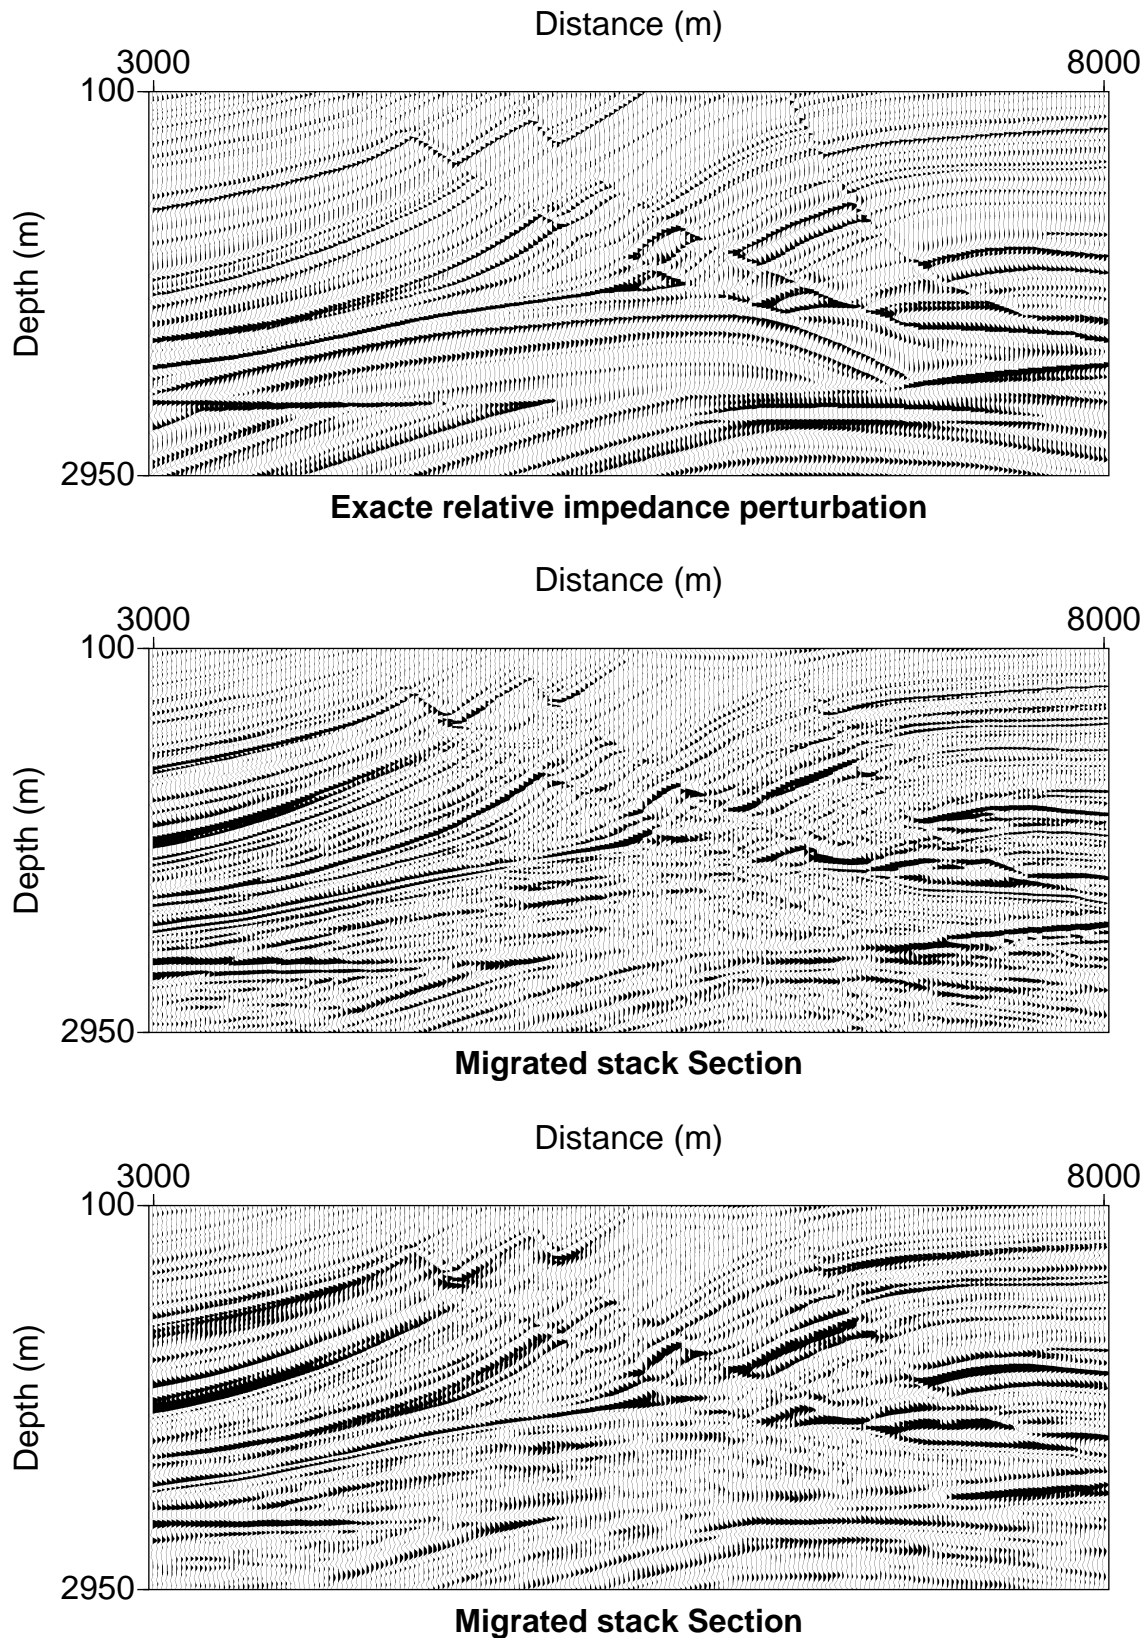 Distance (m)
3000 8000
100
Depth (m)
2950
Exacte relative impedance perturbation
Distance (m)
3000 8000
100
Depth (m)
2950
Migrated stack Section
Distance (m)
3000 8000
100
Depth (m)
2950
Migrated stack Section